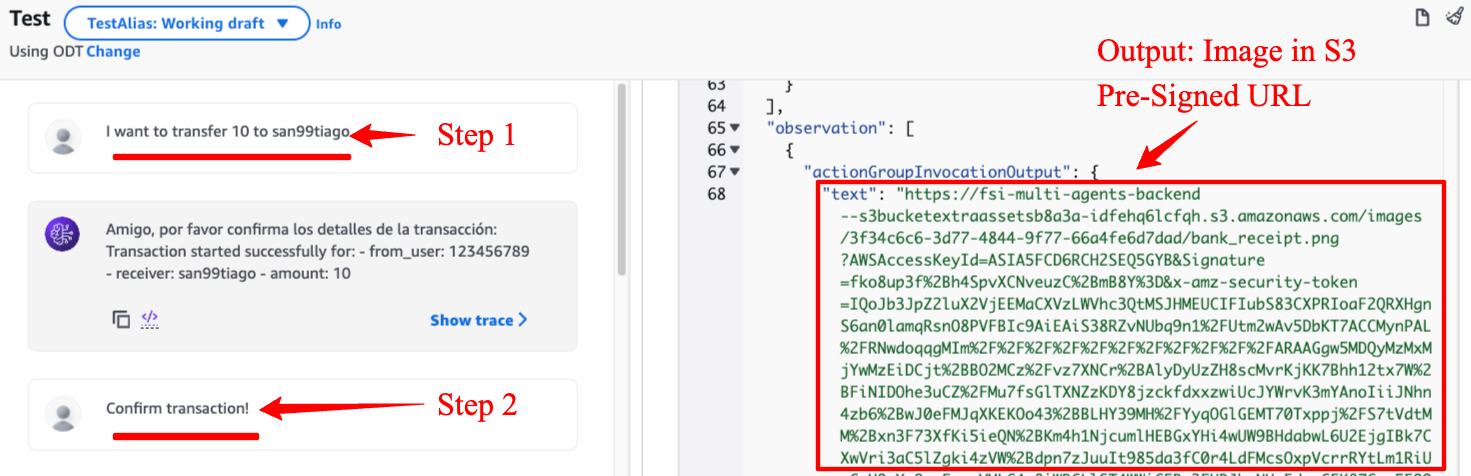 Test
TestAlias: Working draft
Info
Using ODT Change
I want to transfer 10 to san99tiago
Step 1
Amigo, por favor confirma los detalles de la transacción:
Transaction started successfully for: - from_user: 123456789
- receiver: san99tiago - amount: 10
Show trace
Confirm transaction!
Step 2
Output: Image in S3
Pre-Signed URL
63 }
64 ],
65 "observation": [
66 {
67 "actionGroupInvocationOutput": {
68 "text": "https://fsi-multi-agents-backend
--s3bucketextraassetsb8a3a-idfehq6lcfqh.s3.amazonaws.com/images
/3f34c6c6-3d77-4844-9f77-66a4fe6d7dad/bank_receipt.png
?AWSAccessKeyId=ASIA5FCD6RCH2SEQ5GYB&Signature
=fko8up3f%2Bh4SpvXCNveuzC%2BmB8Y%3D&x-amz-security-token
=IQoJb3JpZ2luX2VjEEMaCXVzLWVhc3QtMSJHMEUCIFIubS83CXPRIoaF2QRXHgn
S6an0lamqRsnO8PVFBIc9AiEAiS38RZvNUbq9n1%2FUtm2wAv5DbKT7ACCMynPAL
%2FRNwdoqqgMIm%2F%2F%2F%2F%2F%2F%2F%2F%2F%2FARAAGgw5MDQyMzMxM
jYwMzEiDCjt%2BBO2MCz%2Fvz7XNCr%2BAlyDyUzZH8scMvrKjKK7Bhh12tx7W%2
BFiNIDOhe3uCZ%2FMu7fsGlTXNZzKDY8jzckfdxxzwiUcJYWrvK3mYAnoIiiJNhn
4zb6%2BwJ0eFMJqXKEKOo43%2BBLHY39MH%2FYyqOGlGEMT70Txppj%2FS7tVdtM
M%2Bxn3F73XfKi5ieQN%2BKm4h1NjcumlHEBGxYHi4wUW9BHdabwL6U2EjgIBk7C
XwVri3aC5lZgki4zVW%2Bdpn7zJuuIt985da3fC0r4LdFMcsOxpVcrrRYtLm1RiU